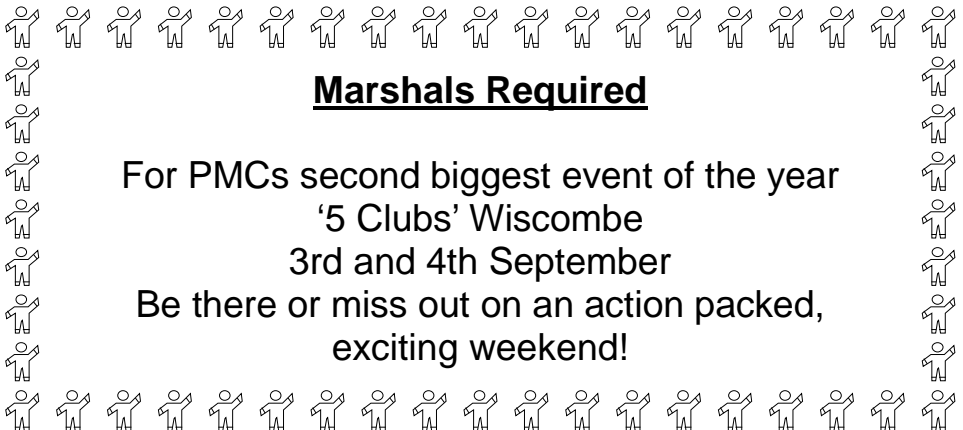 Marshals Required
For PMCs second biggest event of the year
‘5 Clubs’ Wiscombe
3rd and 4th September
Be there or miss out on an action packed,
exciting weekend!